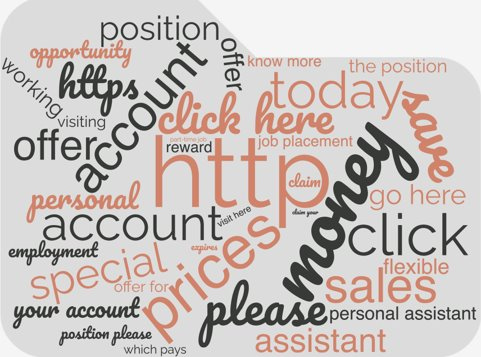 position
opportunity
offer
know more
the position
working
https
account
today
save
visiting
click here
offer
part-time job
reward
job placement
http
money
claim
personal
go here
account
visit here
claim your
click
employment
expires
prices
special
flexible
offer for
sales
your account
please
personal assistant
position please
assistant
which pays